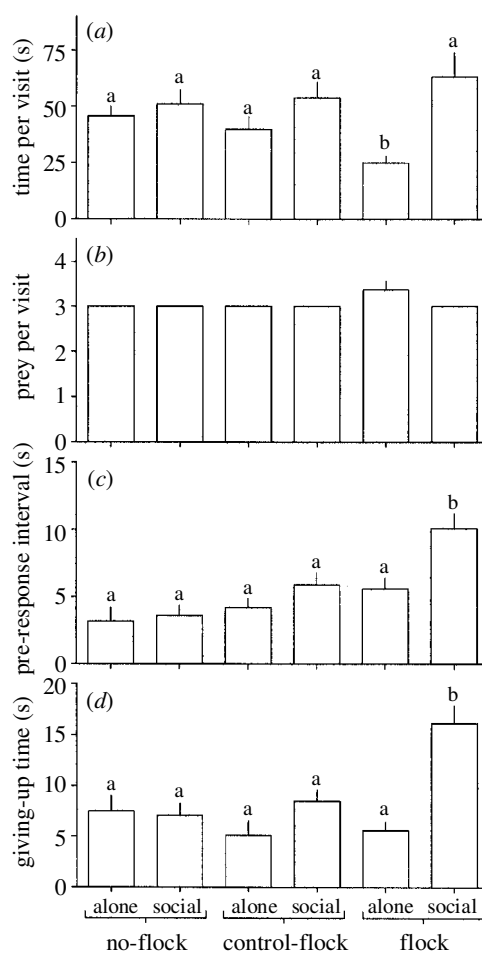 (a)
time per visit (s)
75
50
25
0
a a a a b a
(b)
prey per visit
4
3
2
1
0
(c)
pre-response interval (s)
15
10
5
0
a a a a a b
(d)
giving-up time (s)
20
15
10
5
0
a a a a a b
alone social alone social alone social
no-flock control-flock flock